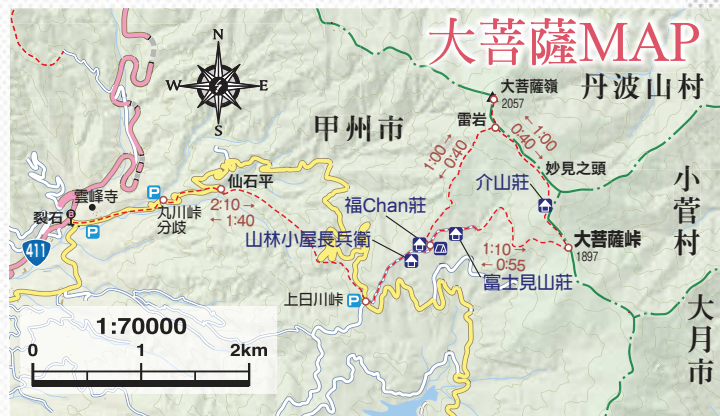 大菩薩MAP
N
W
E
S
大菩薩嶺
2057
丹波山村
雷岩
甲州市
← 1:00
0:40 →
1:00 →
← 0:40
妙見之頭
小菅村
仙石平
介山荘
雲峰寺
P
丸川峠
分岐
2:10 →
← 1:40
福Chan荘
裂石
P
411
山林小屋長兵衛
1:10
← 0:55
大菩薩峠
1897
富士見山荘
上日川峠
P
大月市
1:70000
0
1
2km